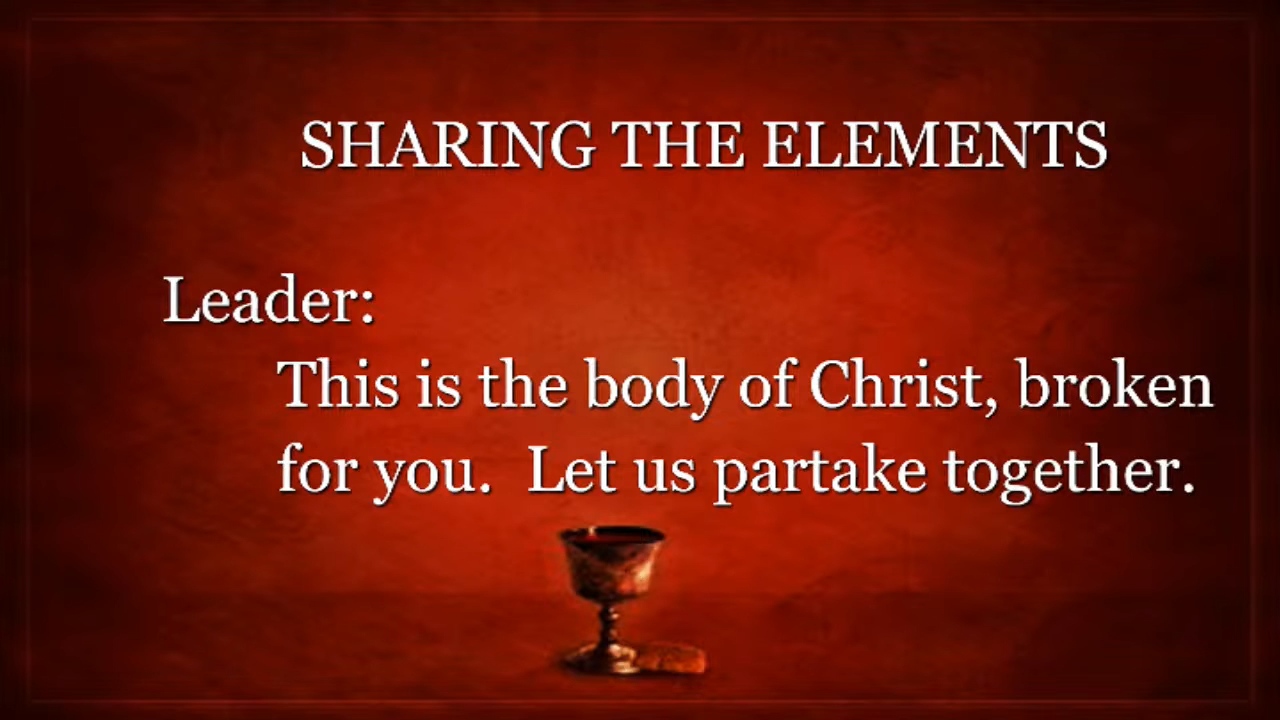 SHARING THE ELEMENTS
Leader:
This is the body of Christ, broken
for you.  Let us partake together.